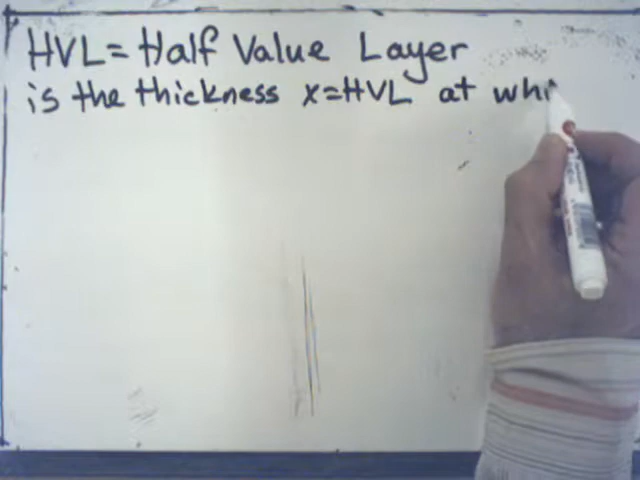 HVL = Half Value Layer
is the thickness x=HVL at whi